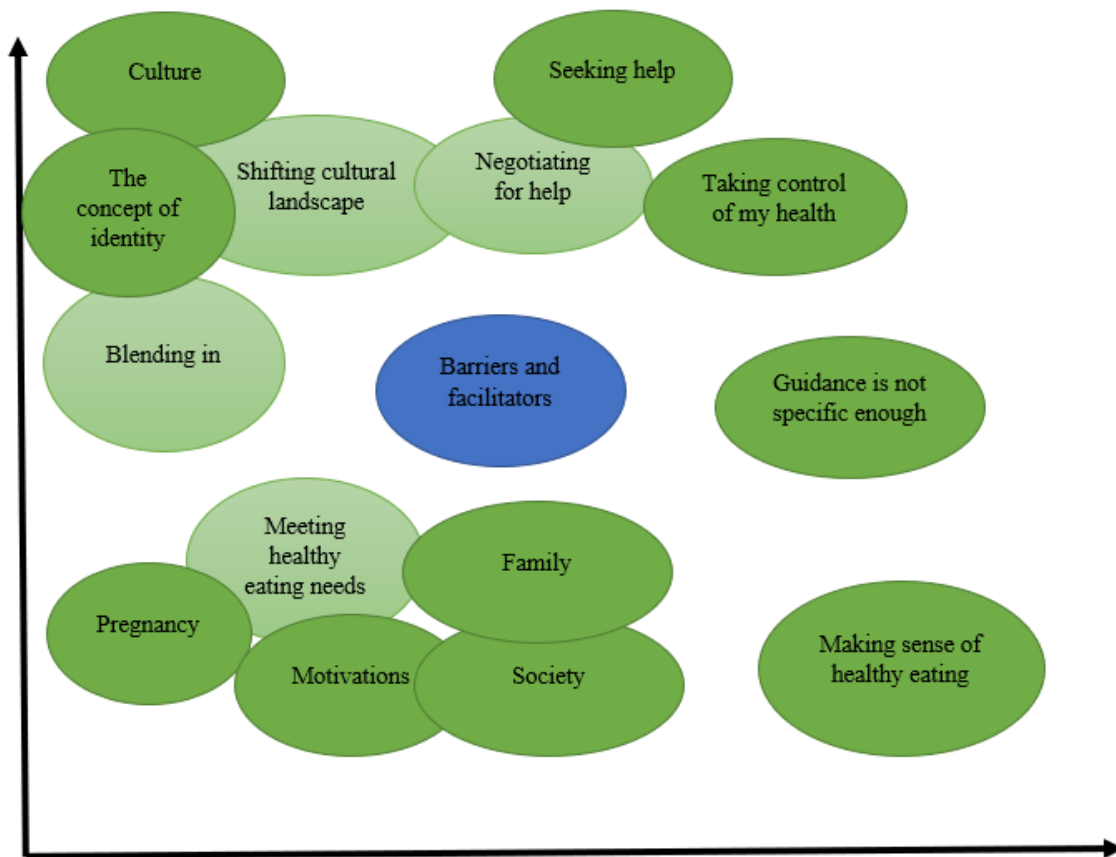 Culture
Seeking help
The
concept of
identity
Shifting cultural
landscape
Negotiating
for help
Taking control
of my health
Blending in
Barriers and
facilitators
Guidance is not
specific enough
Meeting
healthy
eating needs
Family
Pregnancy
Motivations
Society
Making sense of
healthy eating